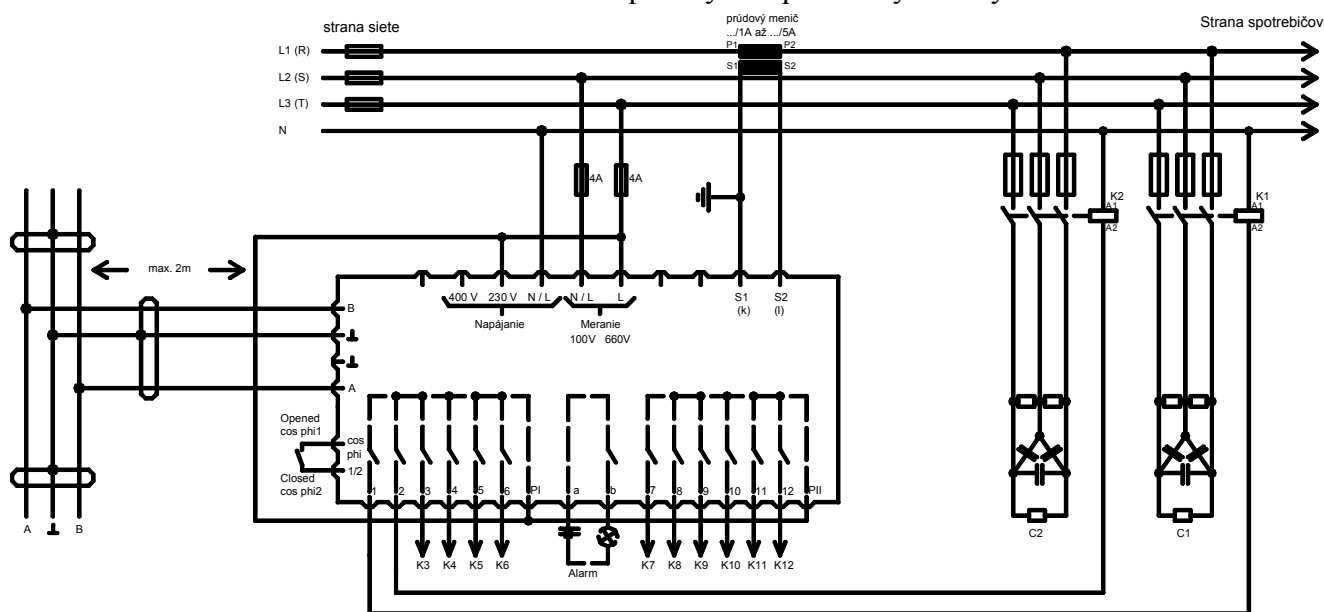 strana siete
prúdový menič
.../1A až .../5A
Strana spotrebičov
P1 P2
L1 (R)
S1 S2
L2 (S)
L3 (T)
N
4A 4A
K2 K1
A1 A1
A2 A2
max. 2m
400 V 230 V N / L N / L L S1 S2
(k) (l)
B
Napájanie Meranie
100V 660V
A
Opened
cos phi1
cos
phi
1/2
Closed
cos phi2
1 2 3 4 5 6 PI a b 7 8 9 10 11 12 PII
A B
C2 C1
K3 K4 K5 K6 Alarm K7 K8 K9 K10 K11 K12